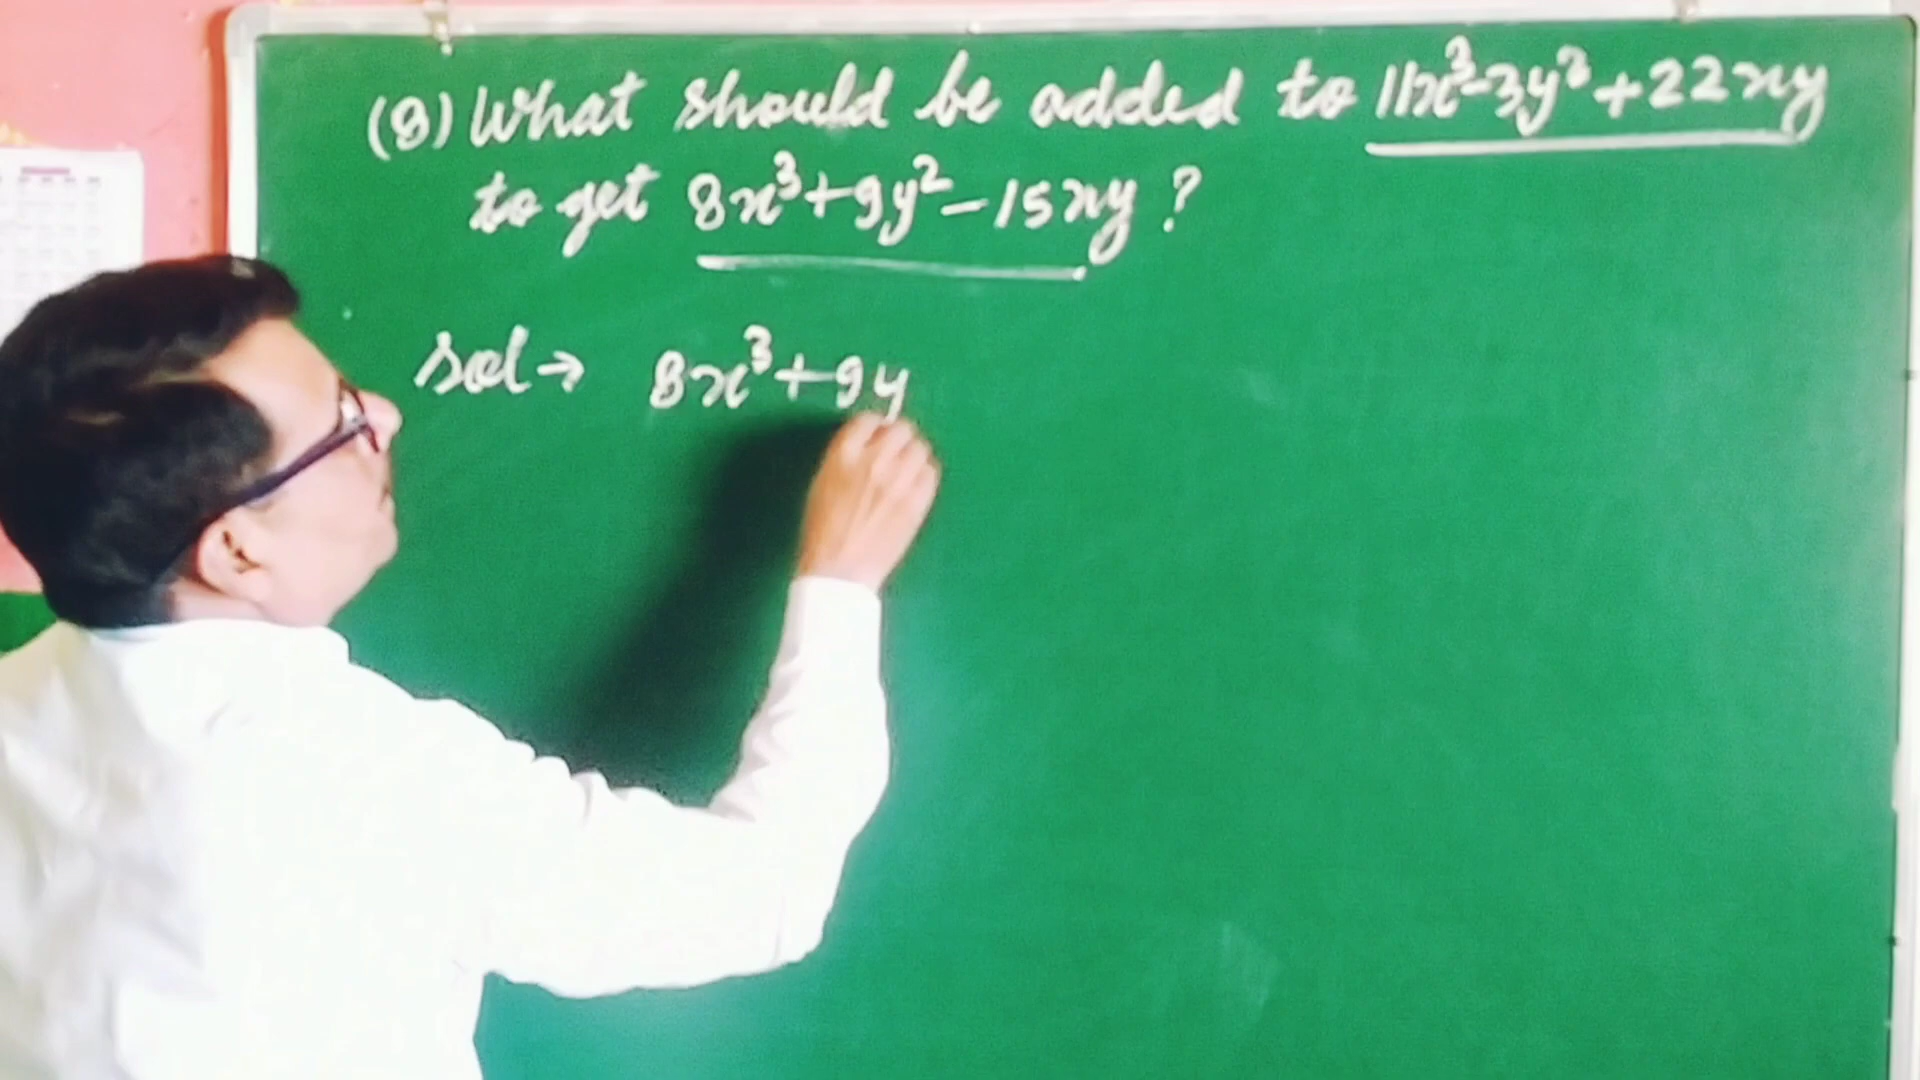 (8) What should be added to 11x³-3y²+22xy
to get 8x³+9y²-15xy?
sol→ 8x³+9y